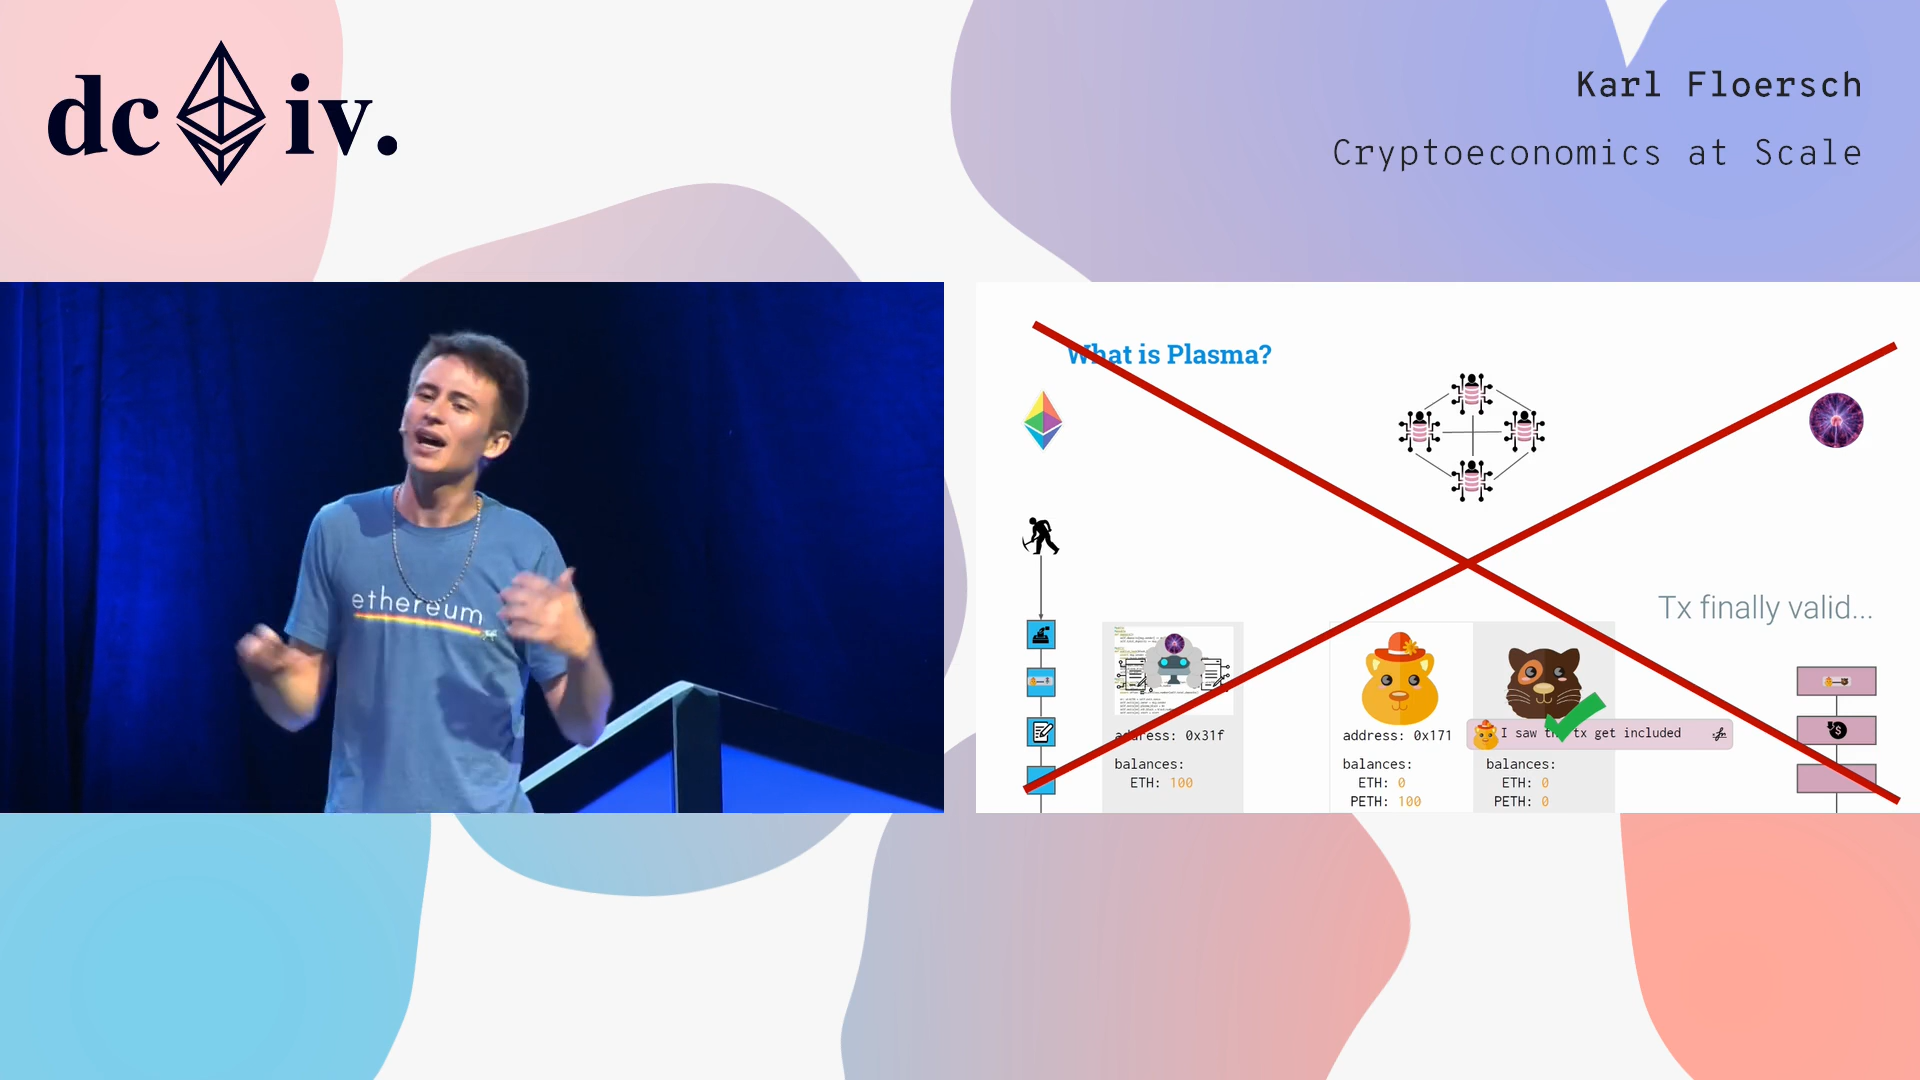 dc iv.
Karl Floersch
Cryptoeconomics at Scale
ethereum
What is Plasma?
Tx finally valid...
address: 0x31f
balances:
ETH: 100
address: 0x171
balances:
ETH: 0
PETH: 100
I saw the tx get included
balances:
ETH: 0
PETH: 0